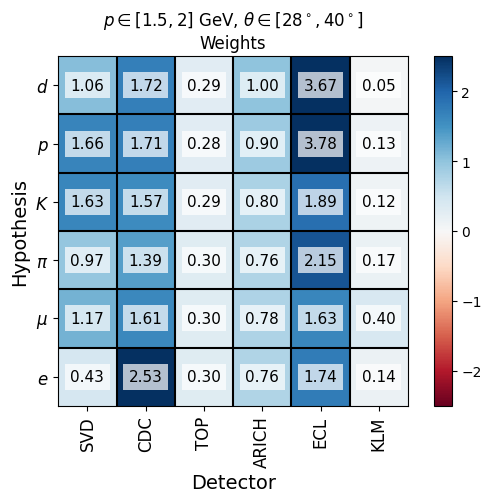 p ∈ [1.5, 2] GeV, θ ∈ [28°, 40°]
Weights
Hypothesis
d 1.06 1.72 0.29 1.00 3.67 0.05
p 1.66 1.71 0.28 0.90 3.78 0.13
K 1.63 1.57 0.29 0.80 1.89 0.12
π 0.97 1.39 0.30 0.76 2.15 0.17
μ 1.17 1.61 0.30 0.78 1.63 0.40
e 0.43 2.53 0.30 0.76 1.74 0.14
SVD CDC TOP ARICH ECL KLM
Detector
2
1
0
−1
−2